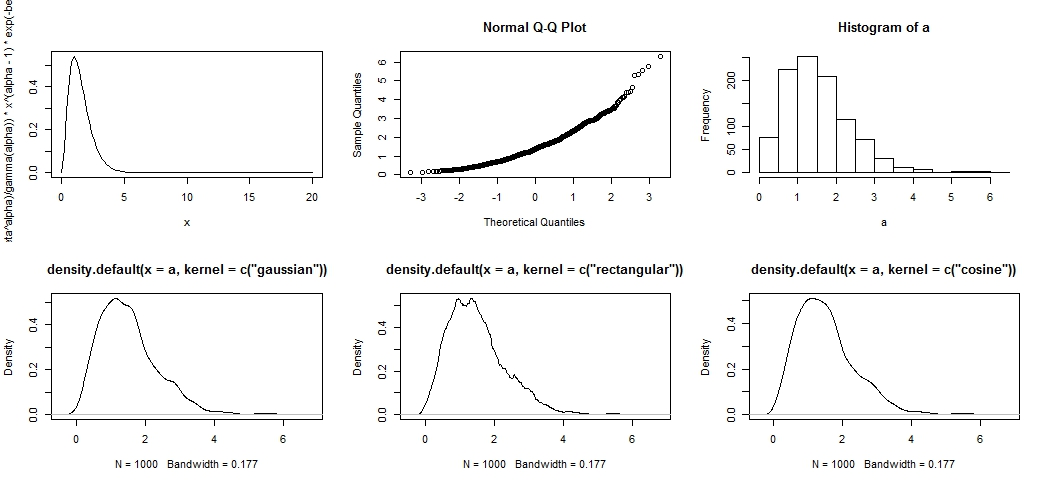 ta^alpha)/gamma(alpha)) * x^(alpha - 1) * exp(-be
0.4
0.2
0.0
0 5 10 15 20
x
Normal Q-Q Plot
Sample Quantiles
6
5
4
3
2
1
0
-3 -2 -1 0 1 2 3
Theoretical Quantiles
Histogram of a
Frequency
200
100
50
0
0 1 2 3 4 5 6
a
density.default(x = a, kernel = c("gaussian"))
Density
0.4
0.2
0.0
0 2 4 6
N = 1000 Bandwidth = 0.177
density.default(x = a, kernel = c("rectangular"))
Density
0.4
0.2
0.0
0 2 4 6
N = 1000 Bandwidth = 0.177
density.default(x = a, kernel = c("cosine"))
Density
0.4
0.2
0.0
0 2 4 6
N = 1000 Bandwidth = 0.177